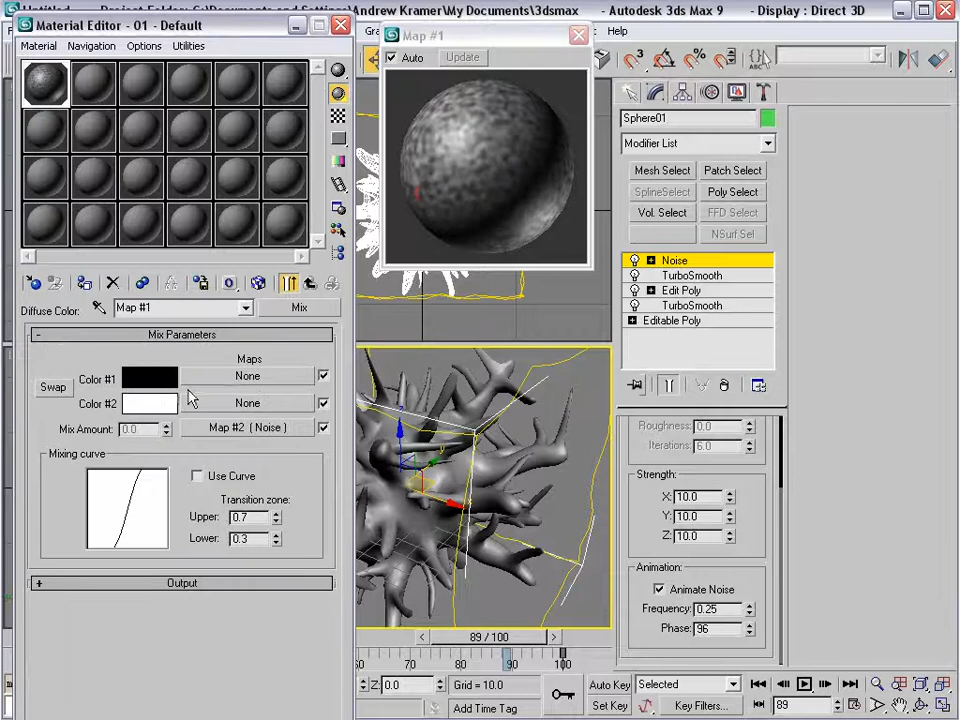 Material Editor - 01 - Default
Andrew Kramer\My Documents\3dsmax
- Autodesk 3ds Max 9
- Display : Direct 3D
Material Navigation Options Utilities
Help
Map #1
Auto
Update
Sphere01
Modifier List
Mesh Select
Patch Select
SplineSelect
Poly Select
Vol. Select
FFD Select
NSurf Sel
Noise
TurboSmooth
Edit Poly
TurboSmooth
Editable Poly
Diffuse Color:
Map #1
Mix
Mix Parameters
Maps
Swap
Color #1
None
Color #2
None
Mix Amount:
0.0
Map #2 ( Noise )
Mixing curve
Use Curve
Transition zone:
Upper:
0.7
Lower:
0.3
Output
Roughness:
0.0
Iterations:
6.0
Strength:
X: 10.0
Y: 10.0
Z: 10.0
Animation:
Animate Noise
Frequency: 0.25
Phase: 96
89 / 100
70 80 90 100
Z: 0.0
Grid = 10.0
Add Time Tag
Auto Key
Selected
Set Key
Key Filters...
89